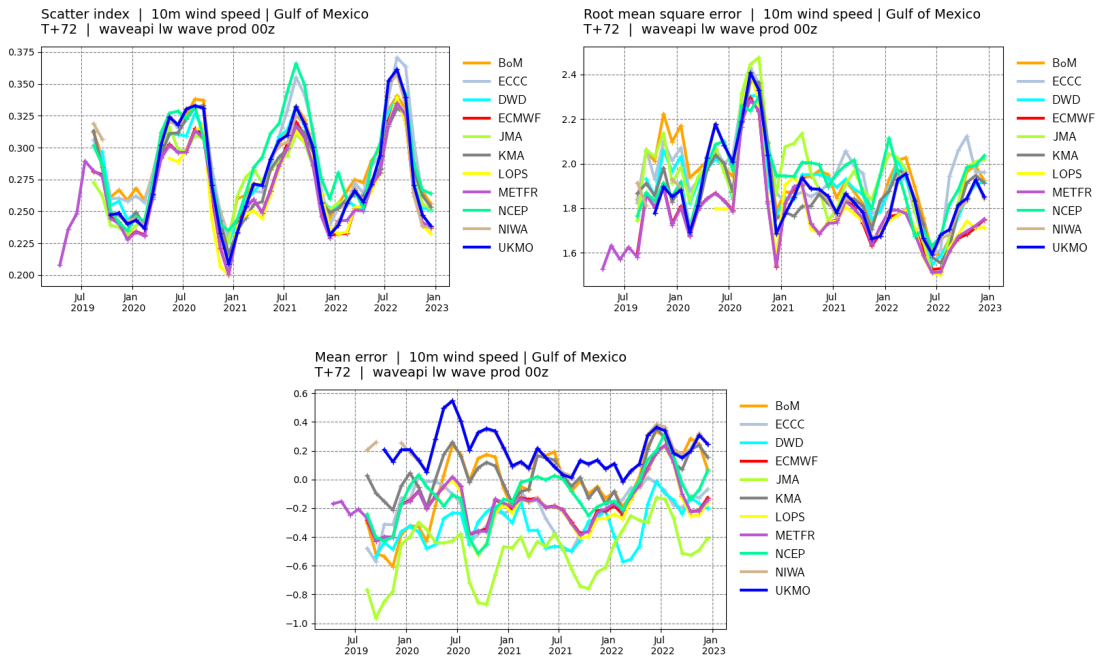 Scatter index | 10m wind speed | Gulf of Mexico
T+72 | waveapi lw wave prod 00z
0.375
0.350
0.325
0.300
0.275
0.250
0.225
0.200
Jul
2019
Jan
2020
Jul
2020
Jan
2021
Jul
2021
Jan
2022
Jul
2022
Jan
2023
BoM
ECCC
DWD
ECMWF
JMA
KMA
LOPS
METFR
NCEP
NIWA
UKMO
Root mean square error | 10m wind speed | Gulf of Mexico
T+72 | waveapi lw wave prod 00z
2.4
2.2
2.0
1.8
1.6
Jul
2019
Jan
2020
Jul
2020
Jan
2021
Jul
2021
Jan
2022
Jul
2022
Jan
2023
BoM
ECCC
DWD
ECMWF
JMA
KMA
LOPS
METFR
NCEP
NIWA
UKMO
Mean error | 10m wind speed | Gulf of Mexico
T+72 | waveapi lw wave prod 00z
0.6
0.4
0.2
0.0
−0.2
−0.4
−0.6
−0.8
−1.0
Jul
2019
Jan
2020
Jul
2020
Jan
2021
Jul
2021
Jan
2022
Jul
2022
Jan
2023
BoM
ECCC
DWD
ECMWF
JMA
KMA
LOPS
METFR
NCEP
NIWA
UKMO